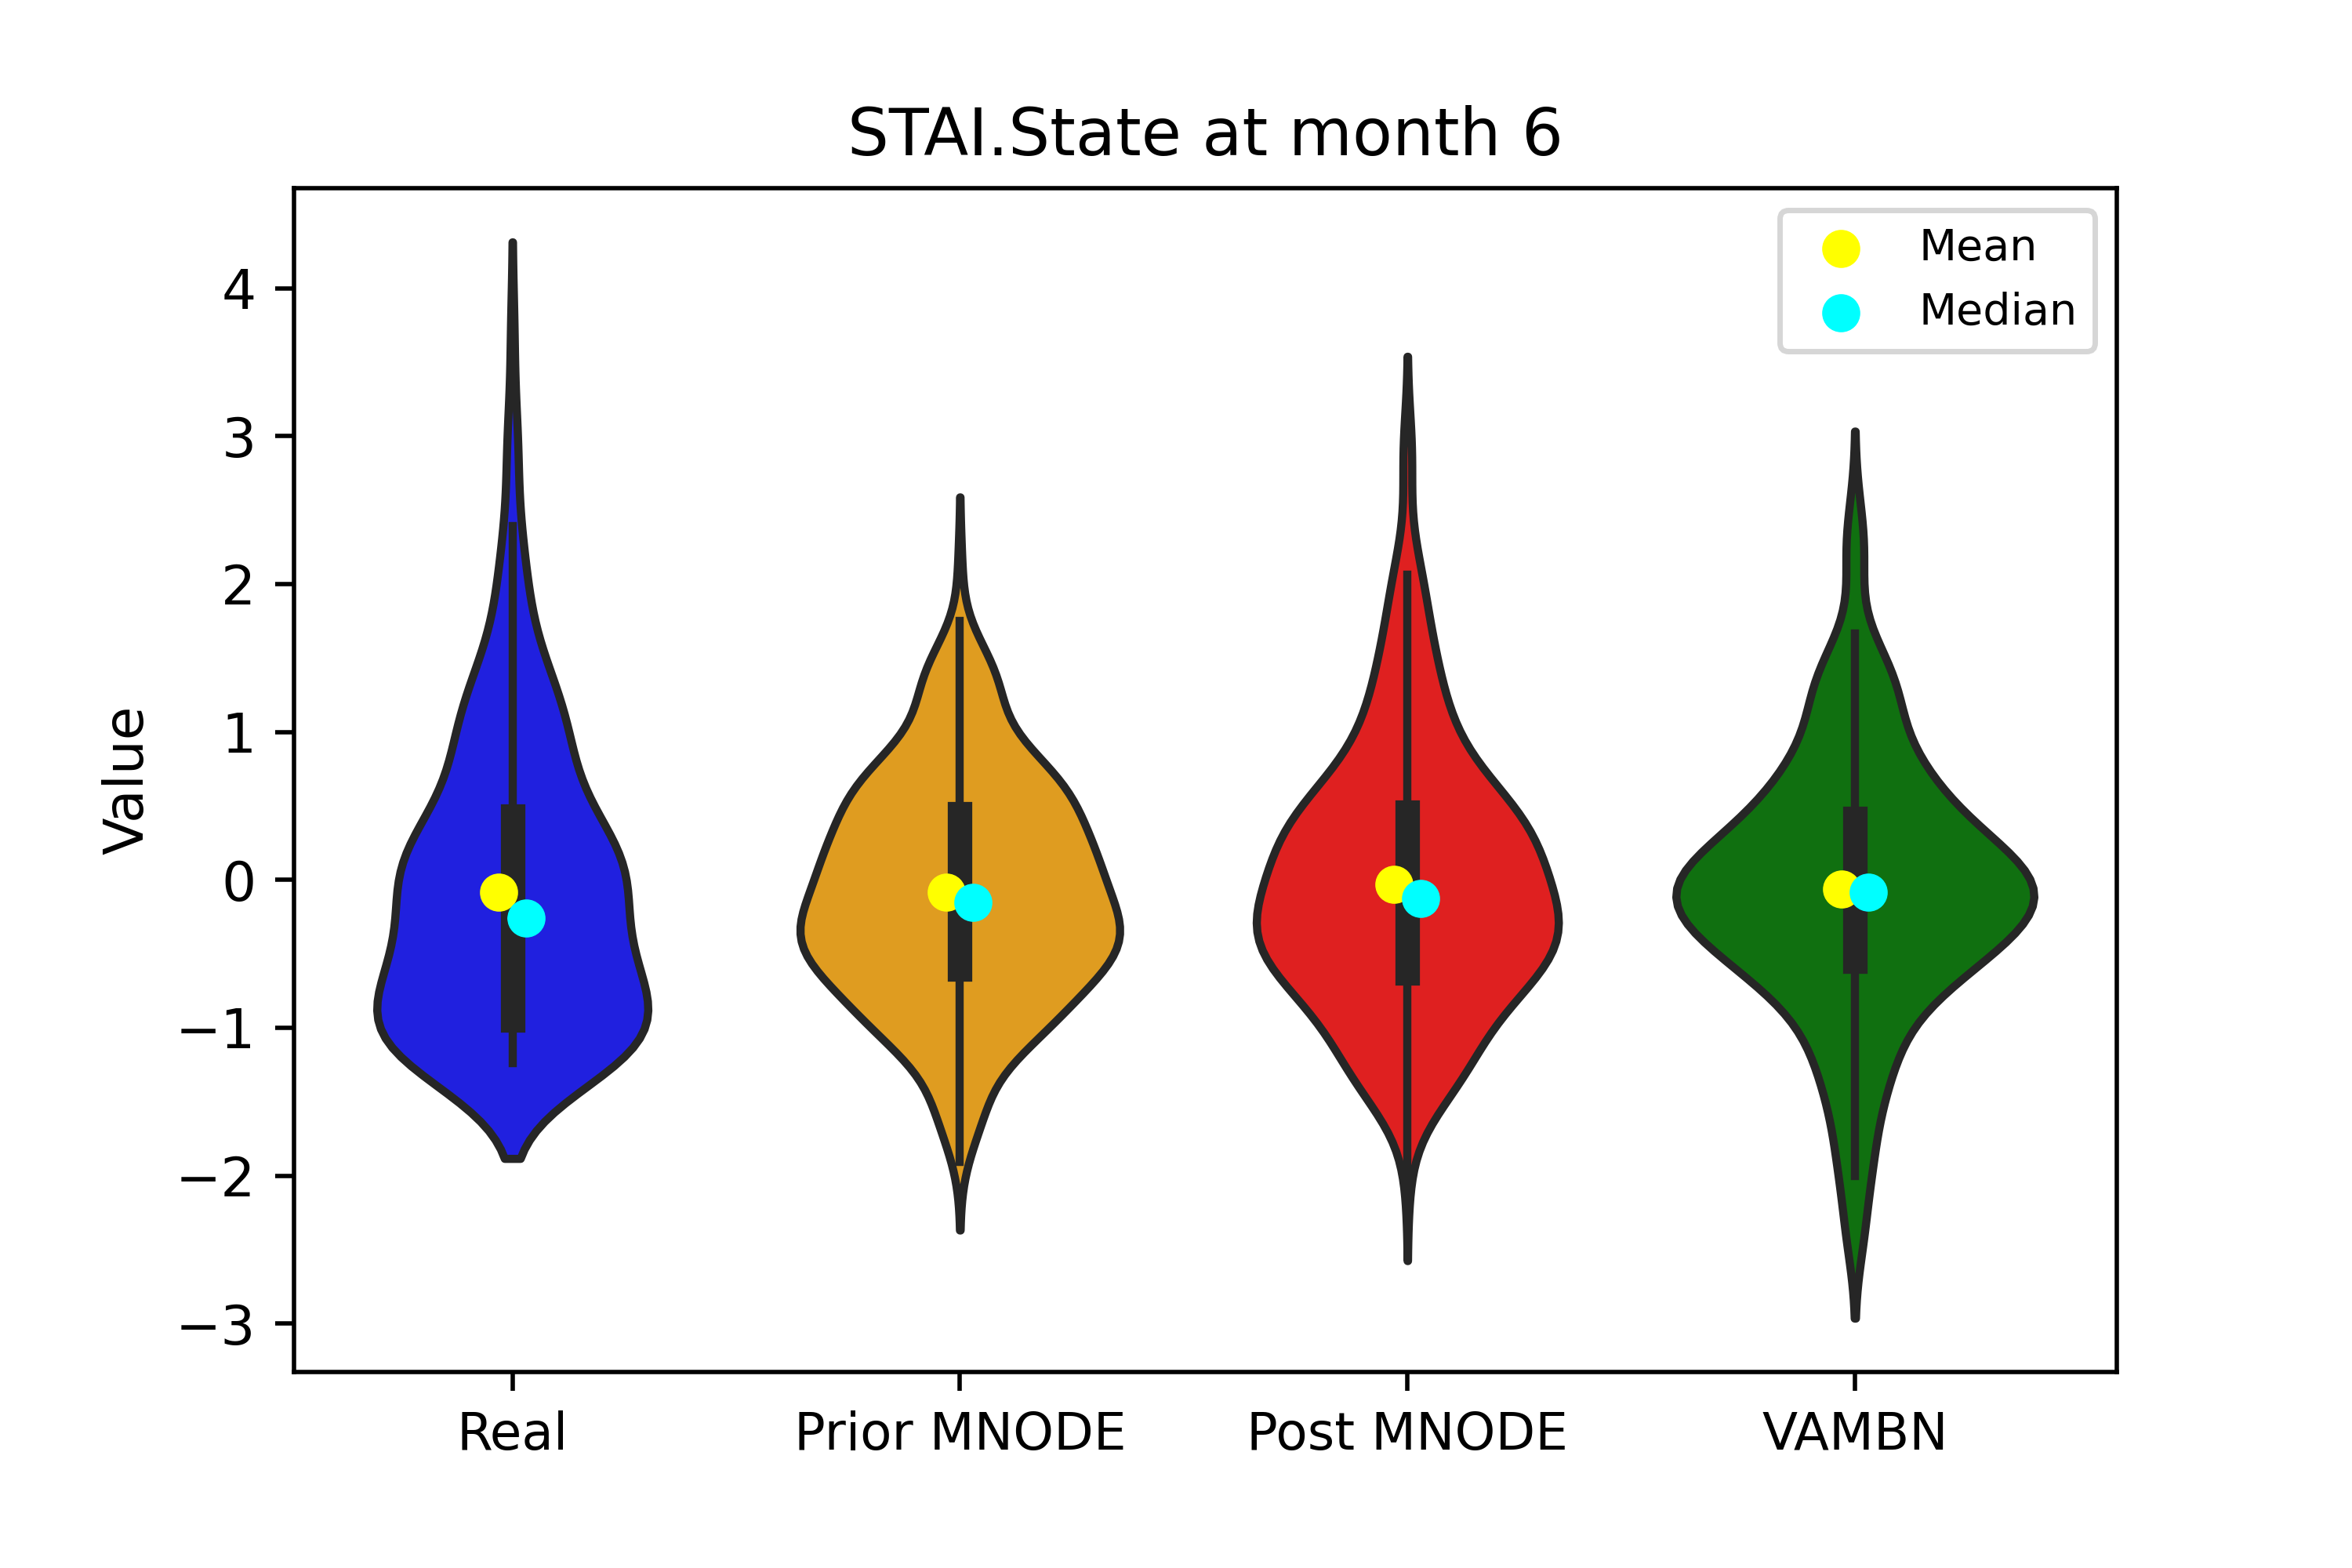 STAI.State at month 6
Mean
Median
Value
4
3
2
1
0
−1
−2
−3
Real
Prior MNODE
Post MNODE
VAMBN